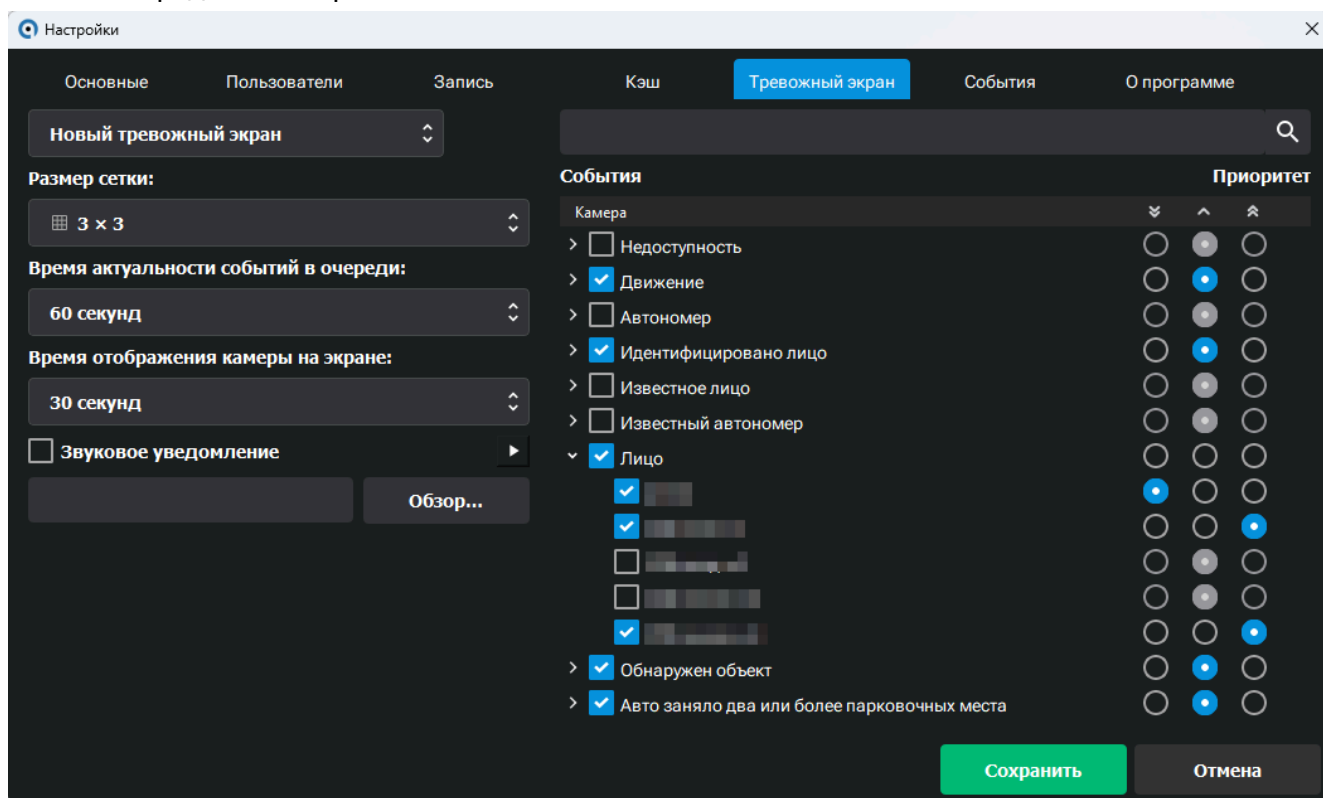 Настройки
Основные Пользователи Запись Кэш Тревожный экран События О программе
Новый тревожный экран
Размер сетки:
3 × 3
Время актуальности событий в очереди:
60 секунд
Время отображения камеры на экране:
30 секунд
Звуковое уведомление
Обзор...
События Приоритет
Камера
Недоступность
Движение
Автономер
Идентифицировано лицо
Известное лицо
Известный автономер
Лицо
Обнаружен объект
Авто заняло два или более парковочных места
Сохранить Отмена